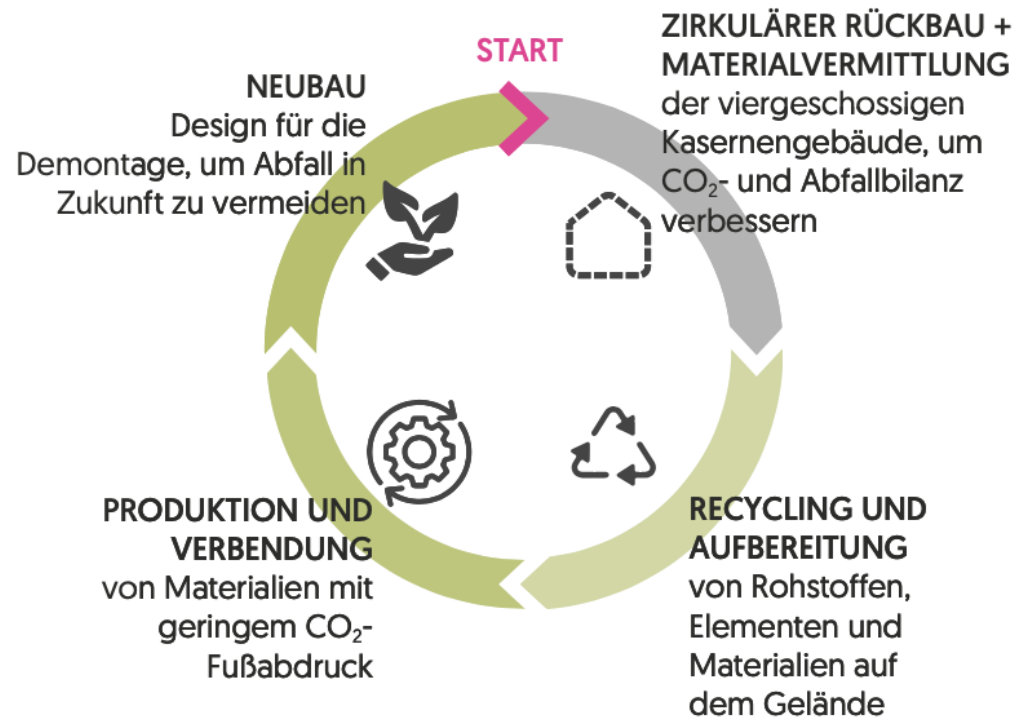 START
ZIRKULÄRER RÜCKBAU +
MATERIALVERMITTLUNG
der viergeschossigen
Kasernengebäude, um
CO₂- und Abfallbilanz
verbessern
RECYCLING UND
AUFBEREITUNG
von Rohstoffen,
Elementen und
Materialien auf
dem Gelände
PRODUKTION UND
VERBENDUNG
von Materialien mit
geringem CO₂-
Fußabdruck
NEUBAU
Design für die
Demontage, um Abfall in
Zukunft zu vermeiden